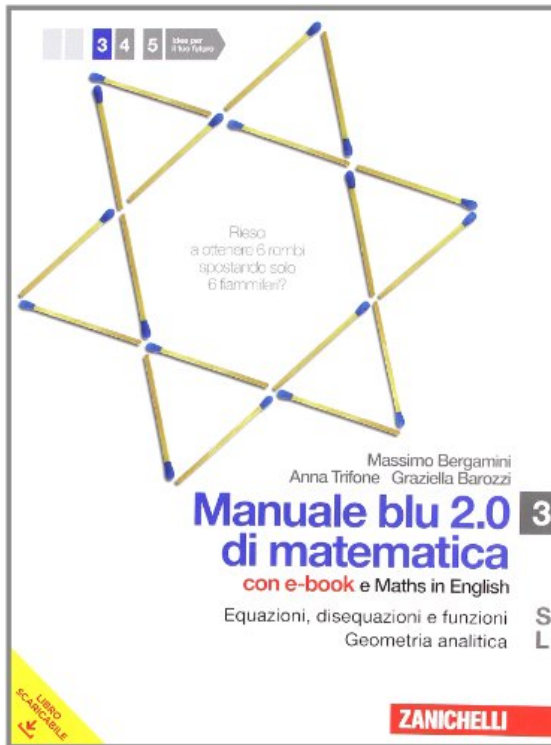 3 4 5 Idee per
il tuo futuro
Riesci
a ottenere 6 rombi
spostando solo
6 fiammiferi?
Massimo Bergamini
Anna Trifone Graziella Barozzi
Manuale blu 2.0 3
di matematica
con e-book e Maths in English
Equazioni, disequazioni e funzioni S
Geometria analitica L
LIBRO
SCARICABILE
ZANICHELLI